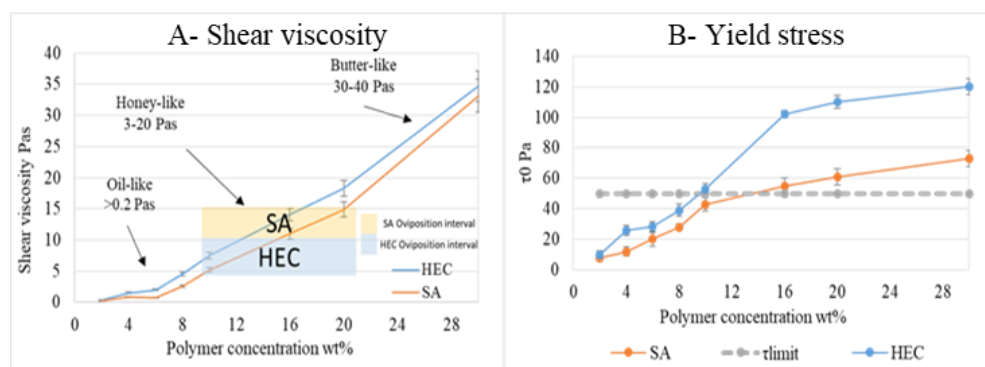 A- Shear viscosity
40
35
30
25
20
15
10
5
0
Shear viscosity Pas
Butter-like
30-40 Pas
Honey-like
3-20 Pas
Oil-like
>0.2 Pas
SA
HEC
SA Oviposition interval
HEC Oviposition interval
HEC
SA
0 4 8 12 16 20 24 28
Polymer concentration wt%
B- Yield stress
140
120
100
80
60
40
20
0
τ0 Pa
0 4 8 12 16 20 24 28
Polymer concentration wt%
SA τlimit HEC